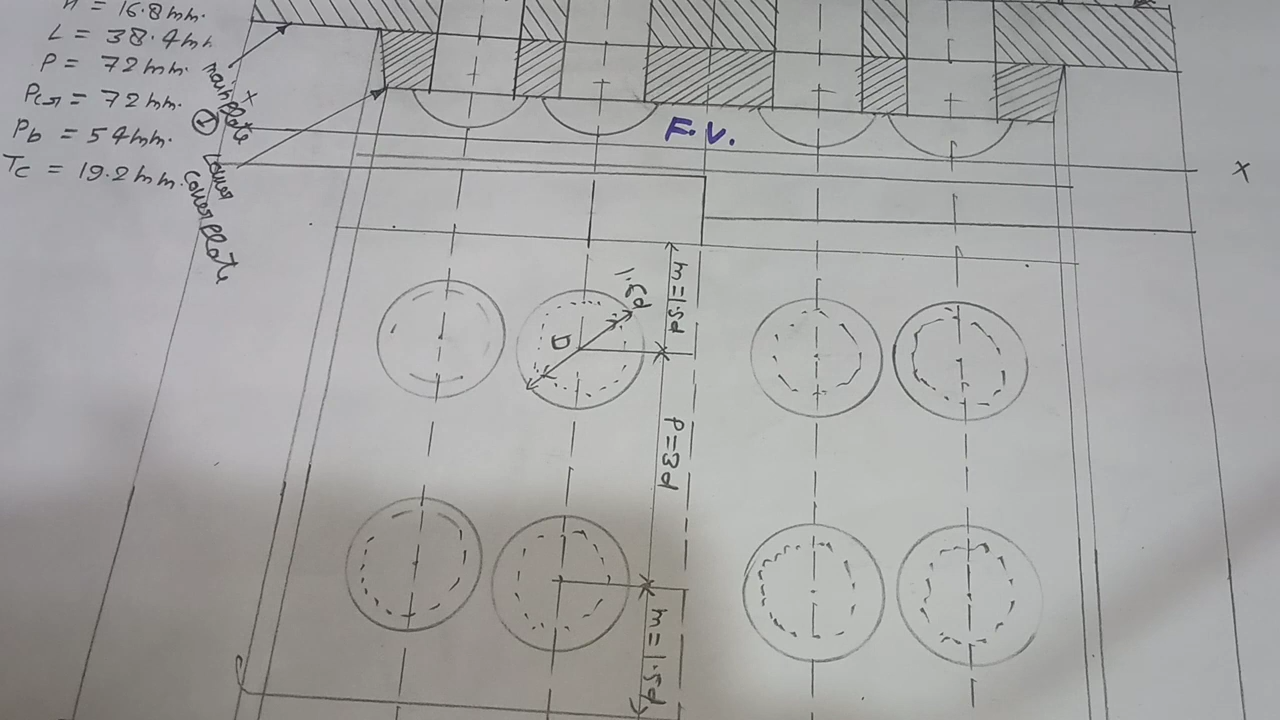 H = 16.8mm.
L = 38.4mm
P = 72mm.
72mm.
Pb = 54mm.
Tc = 19.2mm.
main plate
x
1
Lower
Cover plate
F.V.
x
m=1.5d
1.5d
D
P=3d
m=1.5d